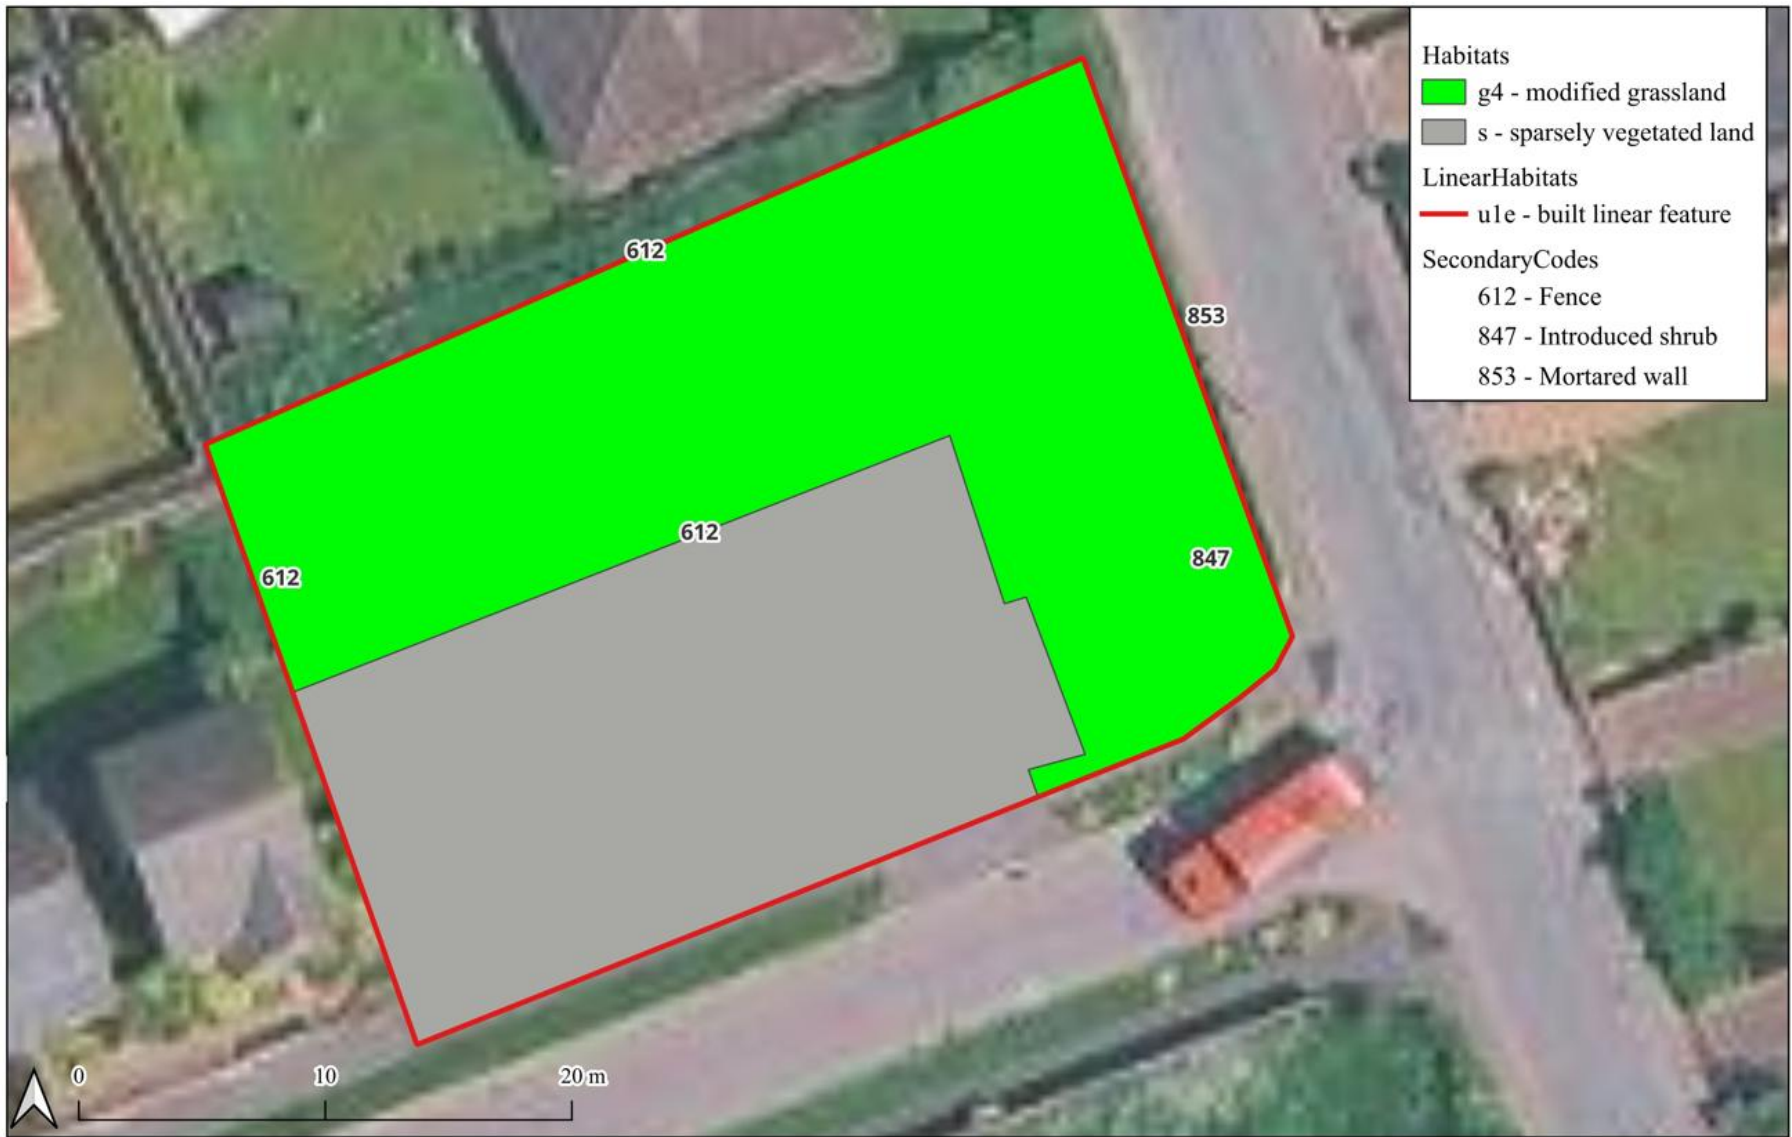 Habitats
g4 - modified grassland
s - sparsely vegetated land
LinearHabitats
u1e - built linear feature
SecondaryCodes
612 - Fence
847 - Introduced shrub
853 - Mortared wall
612
853
612
847
612
0 10 20 m